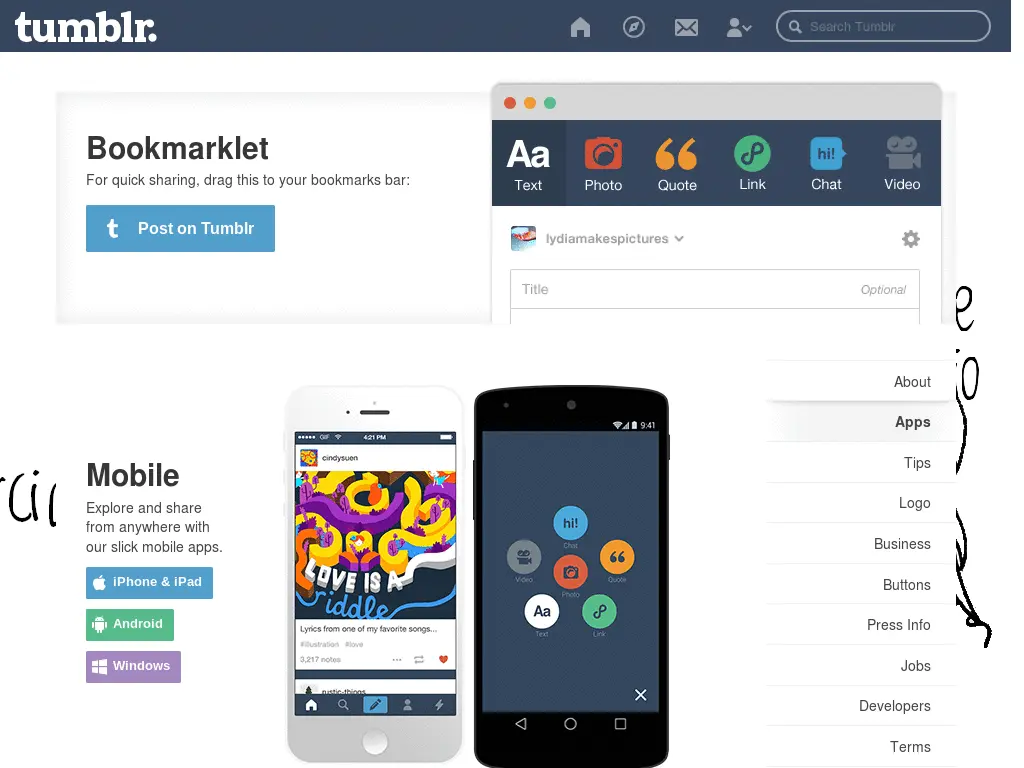 tumblr.
Search Tumblr
Bookmarklet
For quick sharing, drag this to your bookmarks bar:
t Post on Tumblr
Aa
Text
Photo
Quote
Link
hi!
Chat
Video
lydiamakespictures
Title
Optional
Mobile
Explore and share
from anywhere with
our slick mobile apps.
iPhone & iPad
Android
Windows
GIF
4:21 PM
cindysuen
LOVE IS A
riddle
Lyrics from one of my favorite songs...
#illustration #love
3,217 notes
rustic-things
9:41
hi!
Chat
Video
Quote
Photo
Aa
Text
Link
About
Apps
Tips
Logo
Business
Buttons
Press Info
Jobs
Developers
Terms